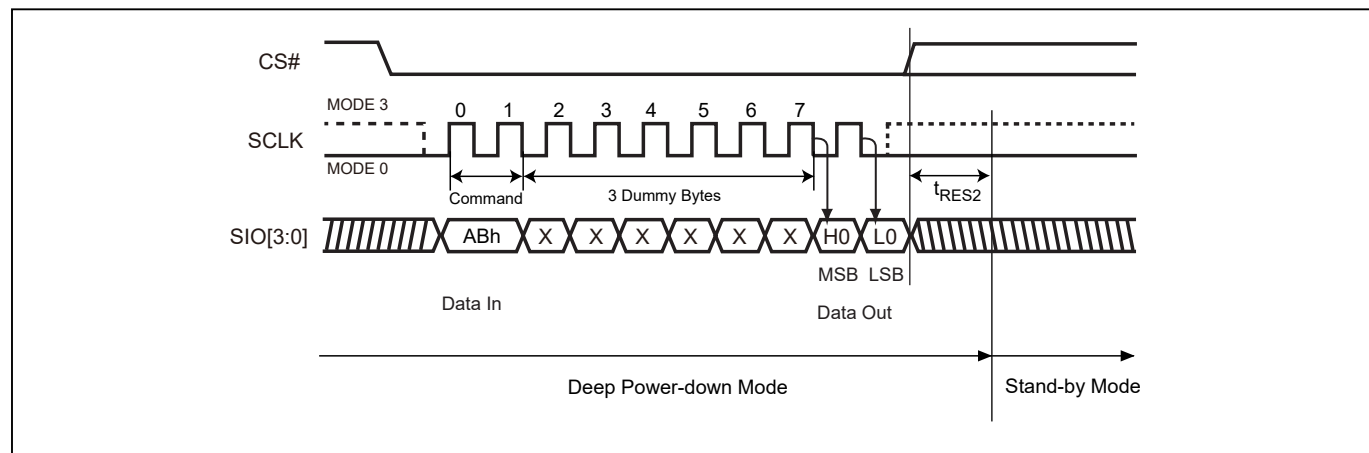 CS#
MODE 3
0 1 2 3 4 5 6 7
SCLK
MODE 0
Command
3 Dummy Bytes
tRES2
SIO[3:0]
ABh X X X X X X H0 L0
MSB LSB
Data In
Data Out
Deep Power-down Mode
Stand-by Mode